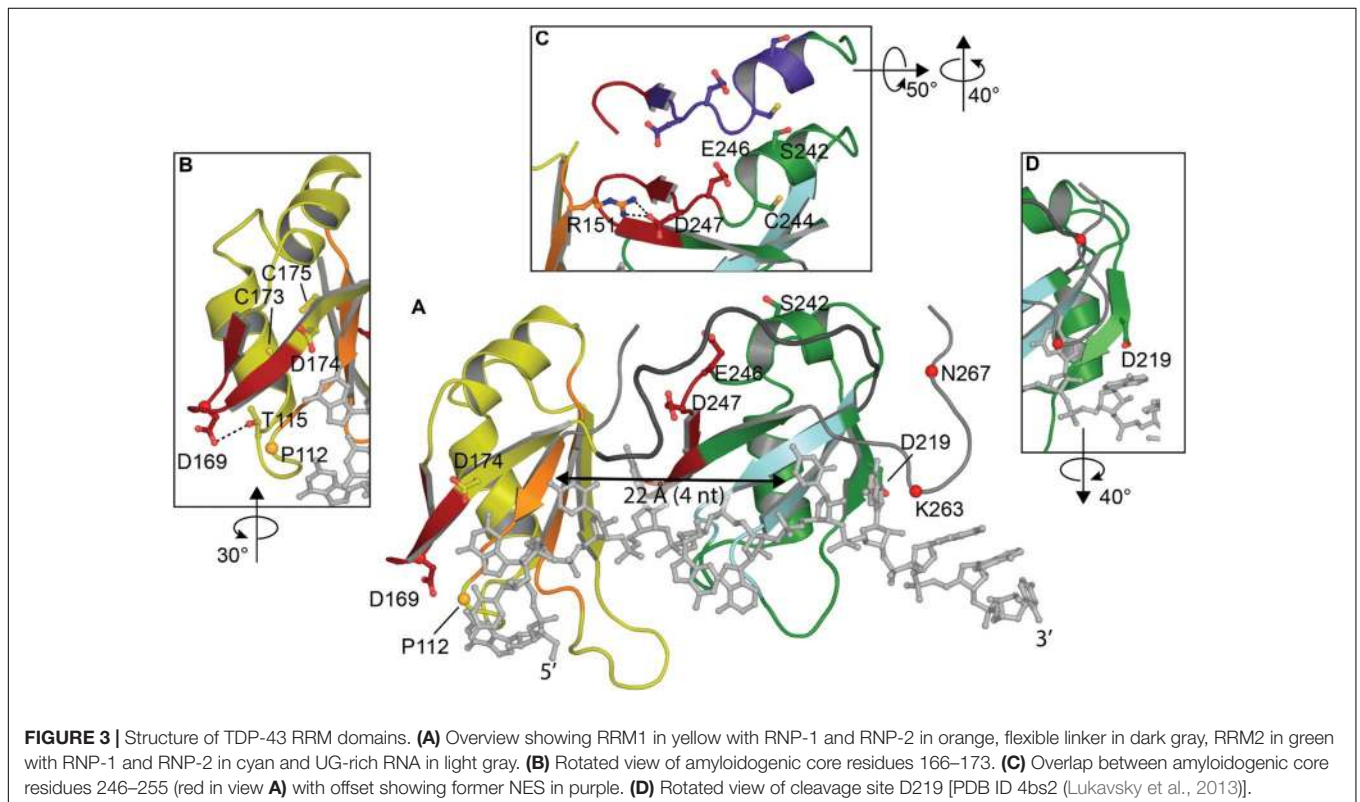 C
50°
40°
E246
S242
R151
D247
C244
B
C175
C173
D174
T115
P112
D169
30°
D
D219
40°
A
S242
E246
N267
D247
D219
D174
22 Å (4 nt)
K263
D169
P112
5'
3'
FIGURE 3 | Structure of TDP-43 RRM domains. (A) Overview showing RRM1 in yellow with RNP-1 and RNP-2 in orange, flexible linker in dark gray, RRM2 in green
with RNP-1 and RNP-2 in cyan and UG-rich RNA in light gray. (B) Rotated view of amyloidogenic core residues 166–173. (C) Overlap between amyloidogenic core
residues 246–255 (red in view A) with offset showing former NES in purple. (D) Rotated view of cleavage site D219 [PDB ID 4bs2 (Lukavsky et al., 2013)].